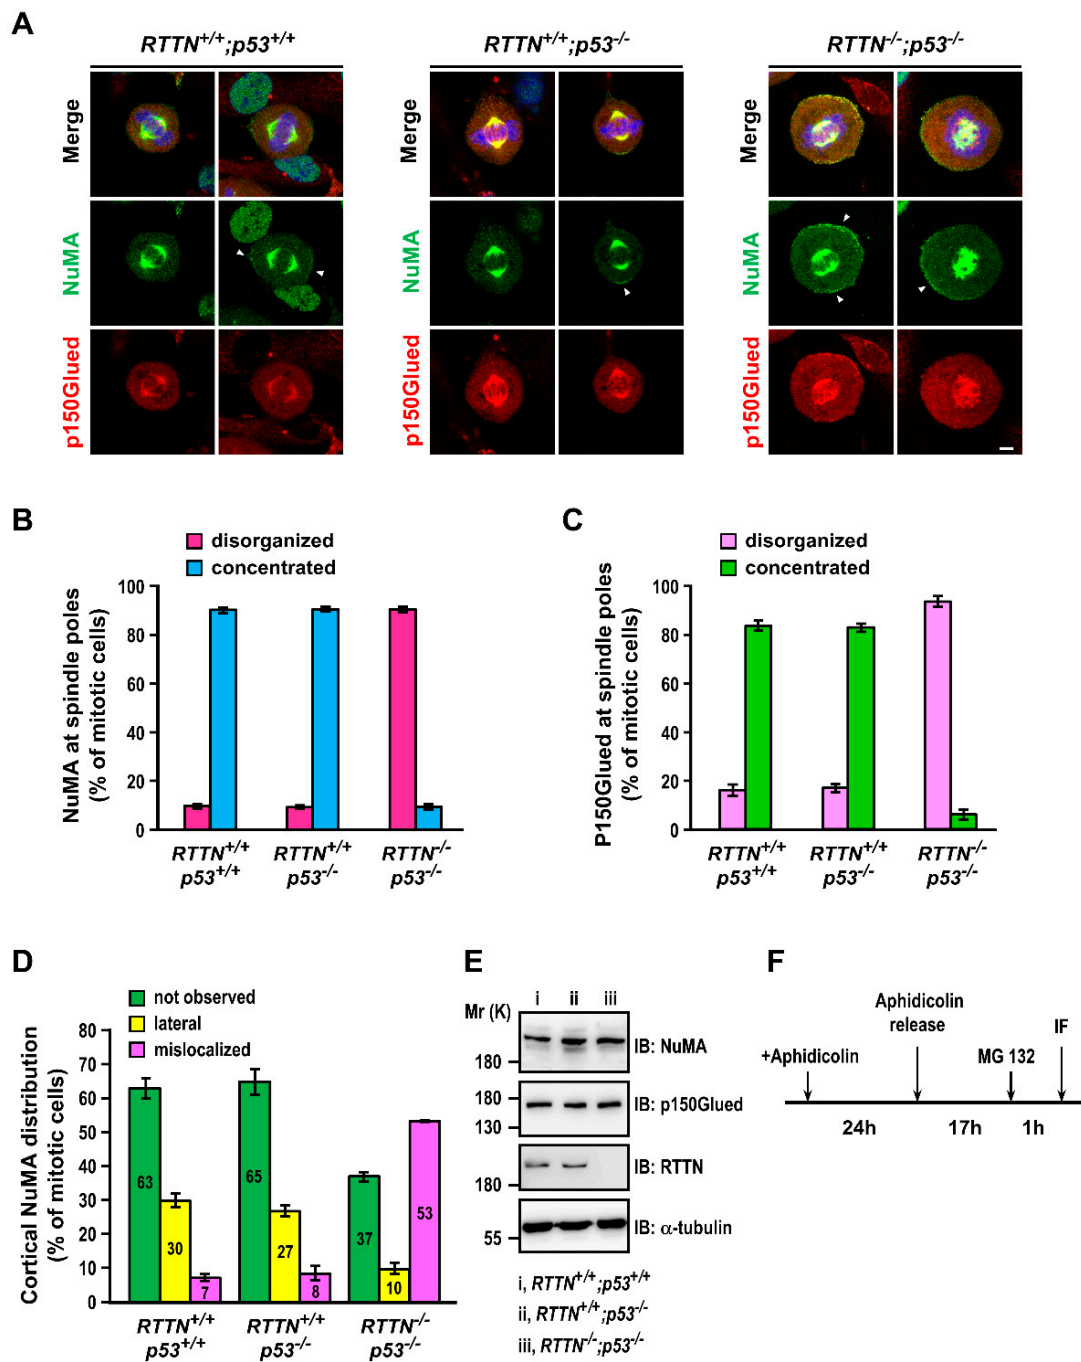 A
RTTN+/+;p53+/+
RTTN+/+;p53-/-
RTTN-/-;p53-/-
Merge
NuMA
p150Glued
Merge
NuMA
p150Glued
Merge
NuMA
p150Glued
B
disorganized
concentrated
NuMA at spindle poles
(% of mitotic cells)
100
80
60
40
20
0
RTTN+/+
p53+/+
RTTN+/+
p53-/-
RTTN-/-
p53-/-
C
disorganized
concentrated
P150Glued at spindle poles
(% of mitotic cells)
100
80
60
40
20
0
RTTN+/+
p53+/+
RTTN+/+
p53-/-
RTTN-/-
p53-/-
D
not observed
lateral
mislocalized
Cortical NuMA distribution
(% of mitotic cells)
80
70
60
50
40
30
20
10
0
63
30
7
65
27
8
37
10
53
RTTN+/+
p53+/+
RTTN+/+
p53-/-
RTTN-/-
p53-/-
E
i ii iii
Mr (K)
180
IB: NuMA
180
130
IB: p150Glued
180
IB: RTTN
55
IB: α-tubulin
i, RTTN+/+;p53+/+
ii, RTTN+/+;p53-/-
iii, RTTN-/-;p53-/-
F
Aphidicolin
release
IF
+Aphidicolin
MG 132
24h
17h
1h